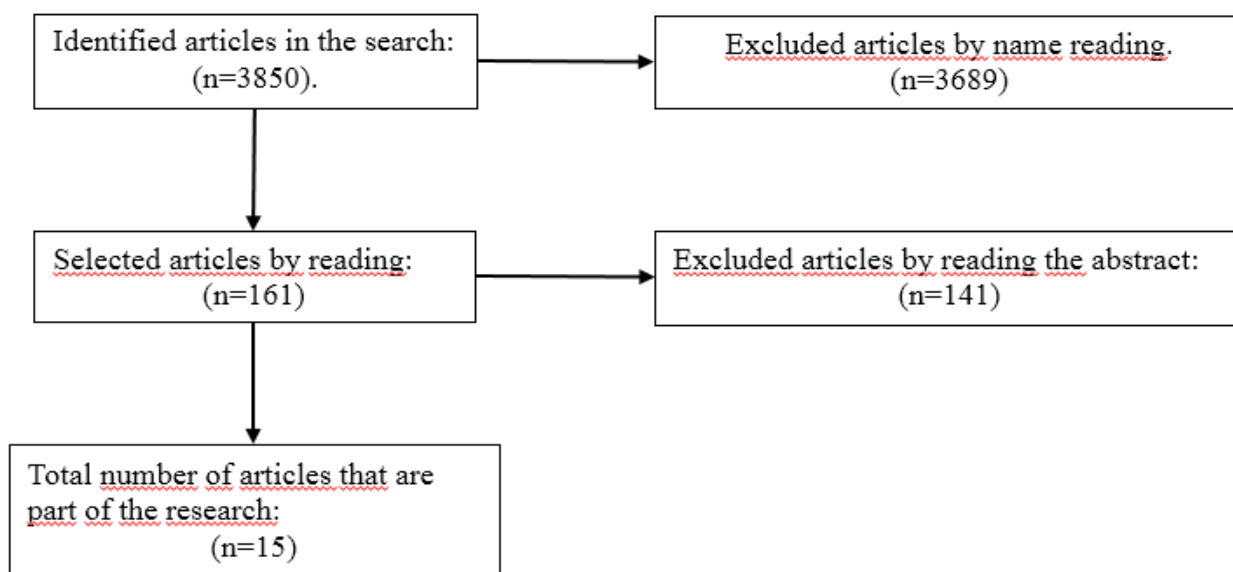 Identified articles in the search:
(n=3850).
Excluded articles by name reading.
(n=3689)
Selected articles by reading:
(n=161)
Excluded articles by reading the abstract:
(n=141)
Total number of articles that are
part of the research:
(n=15)